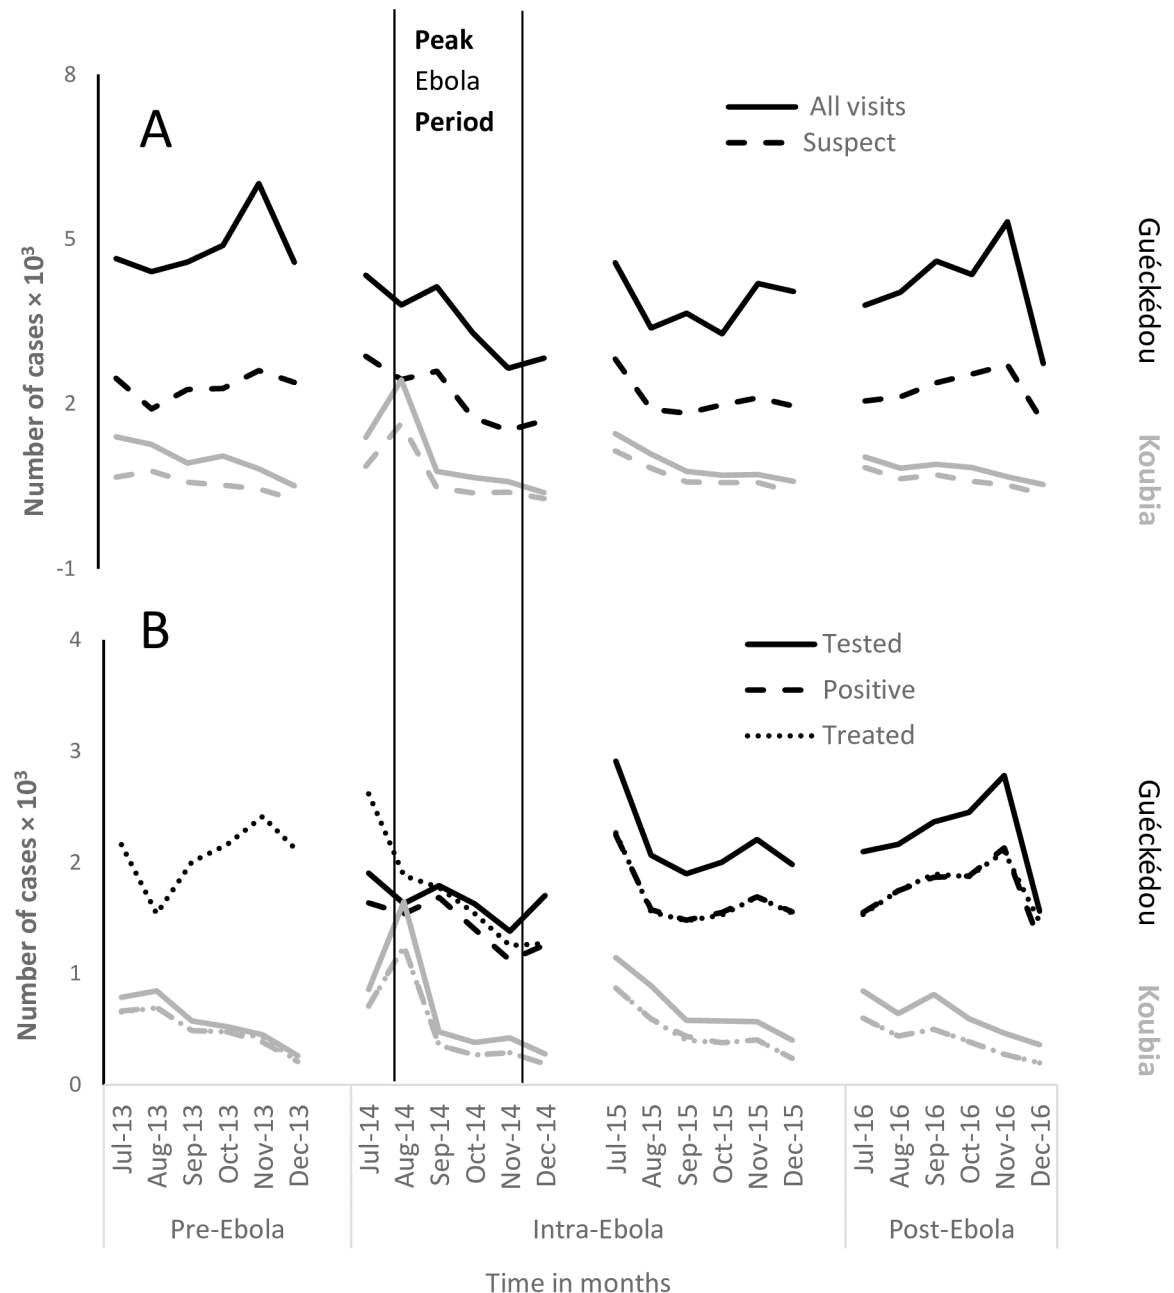 Peak
Ebola
Period
A
All visits
Suspect
8
5
2
-1
Number of cases × 10³
Guéckédou
Koubia
B
Tested
Positive
Treated
4
3
2
1
0
Number of cases × 10³
Guéckédou
Koubia
Jul-13
Aug-13
Sep-13
Oct-13
Nov-13
Dec-13
Jul-14
Aug-14
Sep-14
Oct-14
Nov-14
Dec-14
Jul-15
Aug-15
Sep-15
Oct-15
Nov-15
Dec-15
Jul-16
Aug-16
Sep-16
Oct-16
Nov-16
Dec-16
Pre-Ebola
Intra-Ebola
Post-Ebola
Time in months